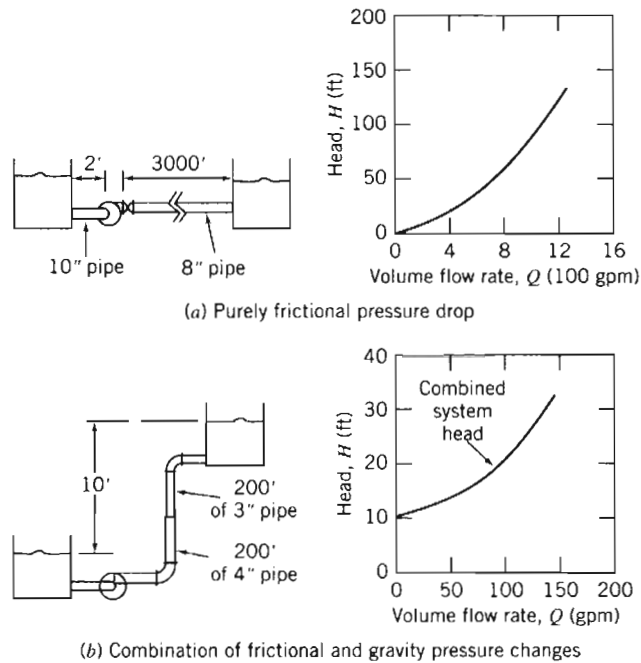 2'
3000'
10" pipe
8" pipe
200
150
100
50
0
Head, H (ft)
0 4 8 12 16
Volume flow rate, Q (100 gpm)
(a) Purely frictional pressure drop
10'
200'
of 3" pipe
200'
of 4" pipe
40
30
20
10
0
Head, H (ft)
Combined
system
head
0 50 100 150 200
Volume flow rate, Q (gpm)
(b) Combination of frictional and gravity pressure changes